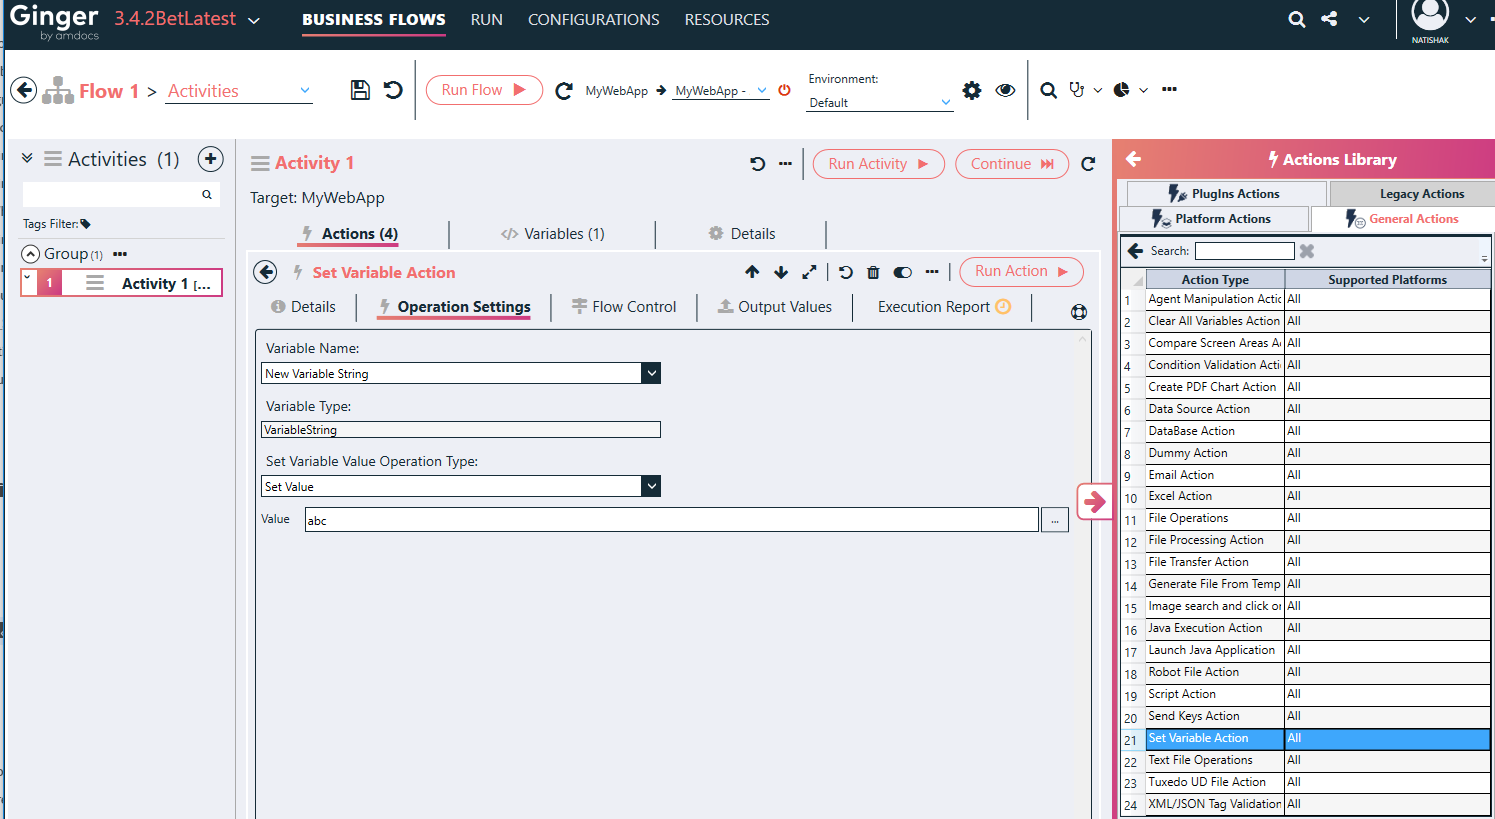 Ginger
by amdocs
3.4.2BetLatest
BUSINESS FLOWS
RUN
CONFIGURATIONS
RESOURCES
NATISHAK
Flow 1 > Activities
Run Flow
MyWebApp
MyWebApp -
Environment:
Default
Activities (1)
Tags Filter:
Group (1)
1 Activity 1 [...
Activity 1
Run Activity
Continue
Target: MyWebApp
Actions (4)
Variables (1)
Details
Set Variable Action
Run Action
Details
Operation Settings
Flow Control
Output Values
Execution Report
Variable Name:
New Variable String
Variable Type:
VariableString
Set Variable Value Operation Type:
Set Value
Value abc ...
Actions Library
PlugIns Actions
Legacy Actions
Platform Actions
General Actions
Search:
Action Type Supported Platforms
1 Agent Manipulation Actic All
2 Clear All Variables Action All
3 Compare Screen Areas A All
4 Condition Validation Acti All
5 Create PDF Chart Action All
6 Data Source Action All
7 DataBase Action All
8 Dummy Action All
9 Email Action All
10 Excel Action All
11 File Operations All
12 File Processing Action All
13 File Transfer Action All
14 Generate File From Temp All
15 Image search and click or All
16 Java Execution Action All
17 Launch Java Application All
18 Robot File Action All
19 Script Action All
20 Send Keys Action All
21 Set Variable Action All
22 Text File Operations All
23 Tuxedo UD File Action All
24 XML/JSON Tag Validation All